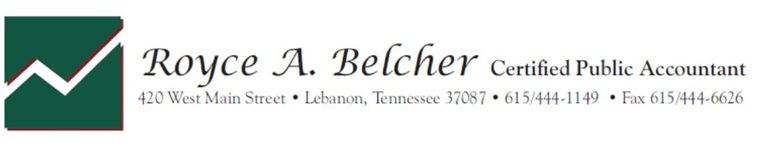 Royce A. Belcher Certified Public Accountant
420 West Main Street • Lebanon, Tennessee 37087 • 615/444-1149 • Fax 615/444-6626